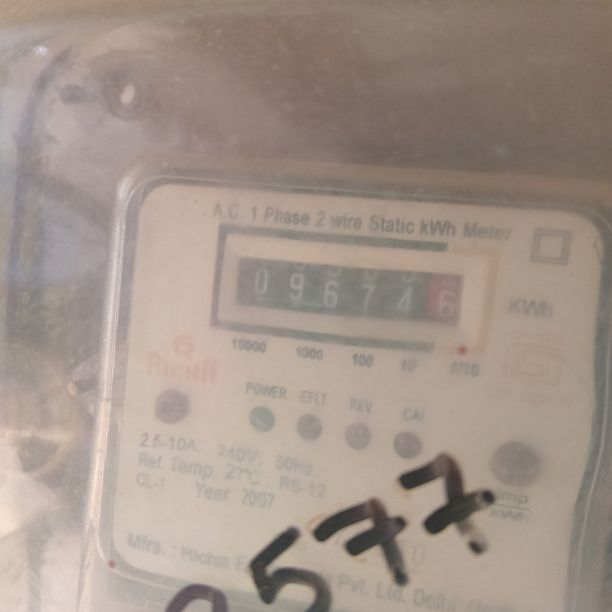 A.C. 1 Phase 2 wire Static kWh Meter
0 9 6 7 4 6
KWh
10000 1000 100 10 1/10
RICHA
POWER EFLT REV CAL
2.5-10A; 240V; 50Hz
Ref. Temp. 27°C : RS-12
CL-1 Year 2007
imp
kWh
577
Mfrs. : Richa Pvt. Ltd. Delhi